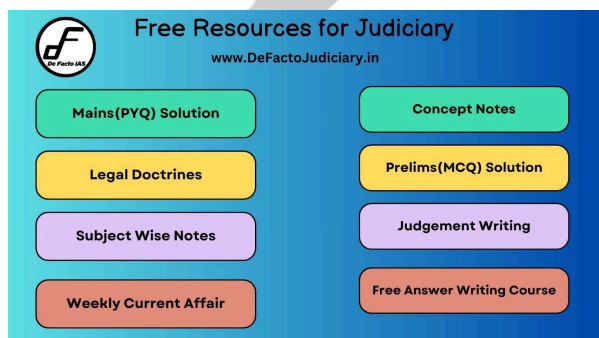 Free Resources for Judiciary
www.DeFactoJudiciary.in
De Facto IAS
Mains(PYQ) Solution
Concept Notes
Legal Doctrines
Prelims(MCQ) Solution
Subject Wise Notes
Judgement Writing
Weekly Current Affair
Free Answer Writing Course